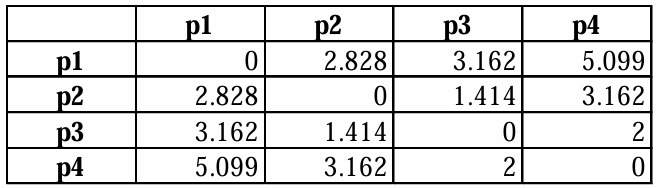 p1 p2 p3 p4
p1 0 2.828 3.162 5.099
p2 2.828 0 1.414 3.162
p3 3.162 1.414 0 2
p4 5.099 3.162 2 0